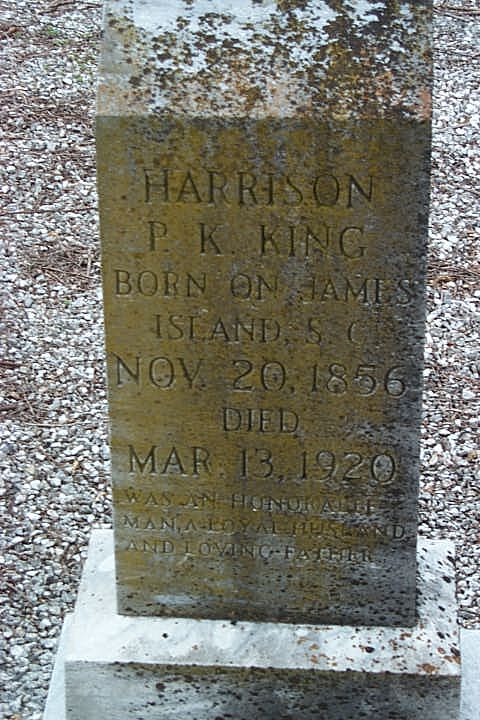 HARRISON
P. K. KING
BORN ON JAMES
ISLAND, S. C.
NOV. 20, 1856
DIED
MAR. 13, 1920
WAS AN HONORABLE
MAN, A LOYAL HUSBAND
AND LOVING FATHER